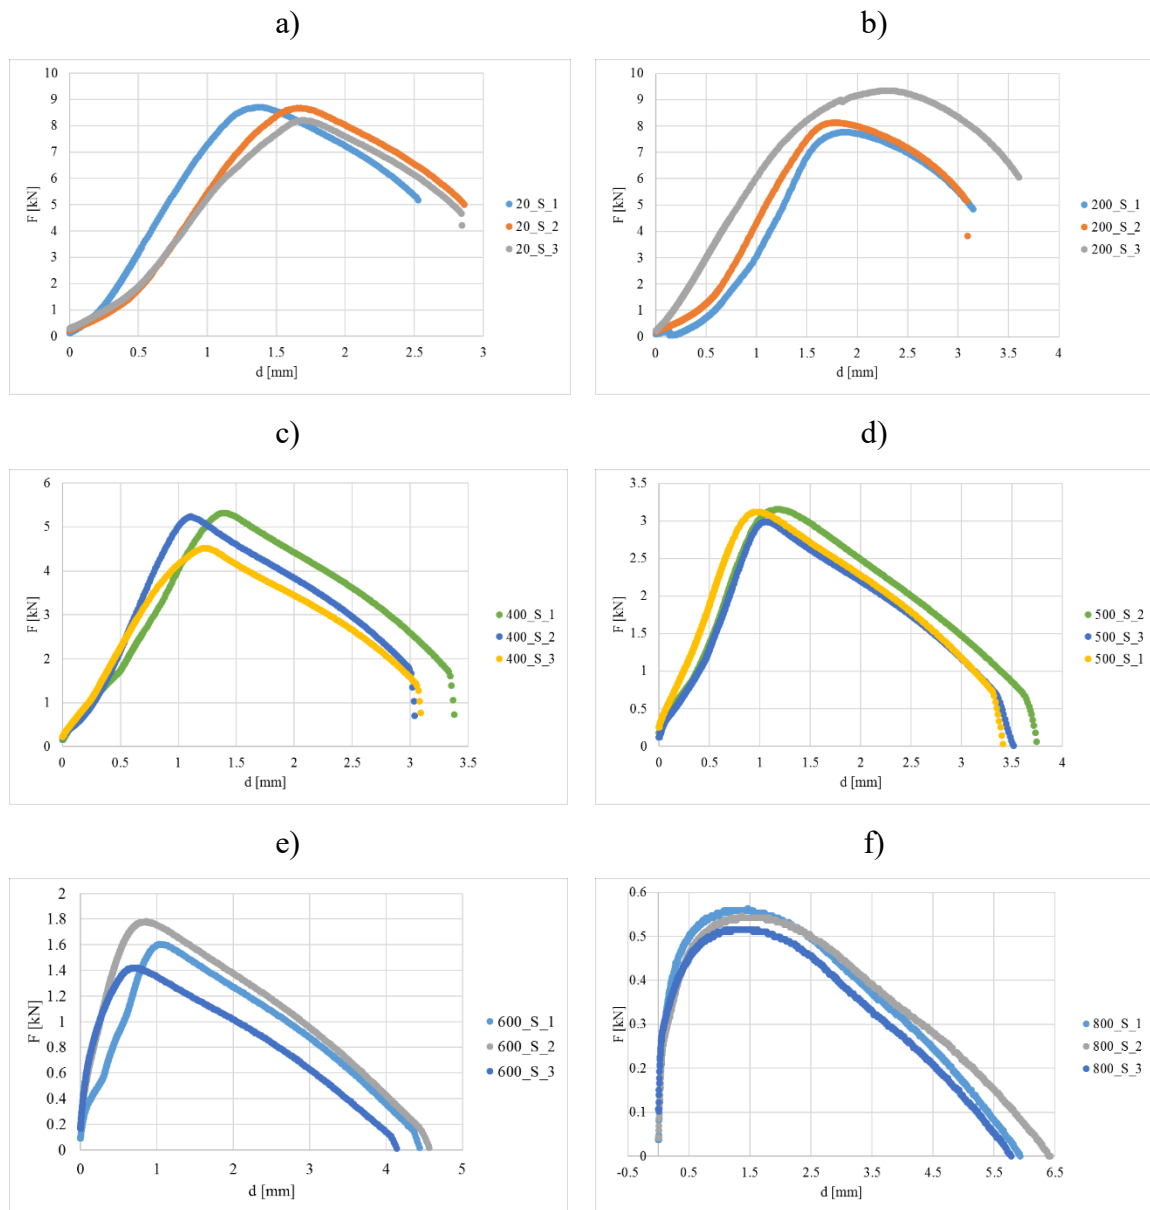 a)
b)
10
9
8
7
6
5
4
3
2
1
0
F [kN]
0 0.5 1 1.5 2 2.5 3
d [mm]
20_S_1
20_S_2
20_S_3
10
9
8
7
6
5
4
3
2
1
0
F [kN]
0 0.5 1 1.5 2 2.5 3 3.5 4
d [mm]
200_S_1
200_S_2
200_S_3
c)
d)
6
5
4
3
2
1
0
F [kN]
0 0.5 1 1.5 2 2.5 3 3.5
d [mm]
400_S_1
400_S_2
400_S_3
3.5
3
2.5
2
1.5
1
0.5
0
F [kN]
0 0.5 1 1.5 2 2.5 3 3.5 4
d [mm]
500_S_2
500_S_3
500_S_1
e)
f)
2
1.8
1.6
1.4
1.2
1
0.8
0.6
0.4
0.2
0
F [kN]
0 1 2 3 4 5
d [mm]
600_S_1
600_S_2
600_S_3
0.6
0.5
0.4
0.3
0.2
0.1
0
F [kN]
-0.5 0.5 1.5 2.5 3.5 4.5 5.5 6.5
d [mm]
800_S_1
800_S_2
800_S_3